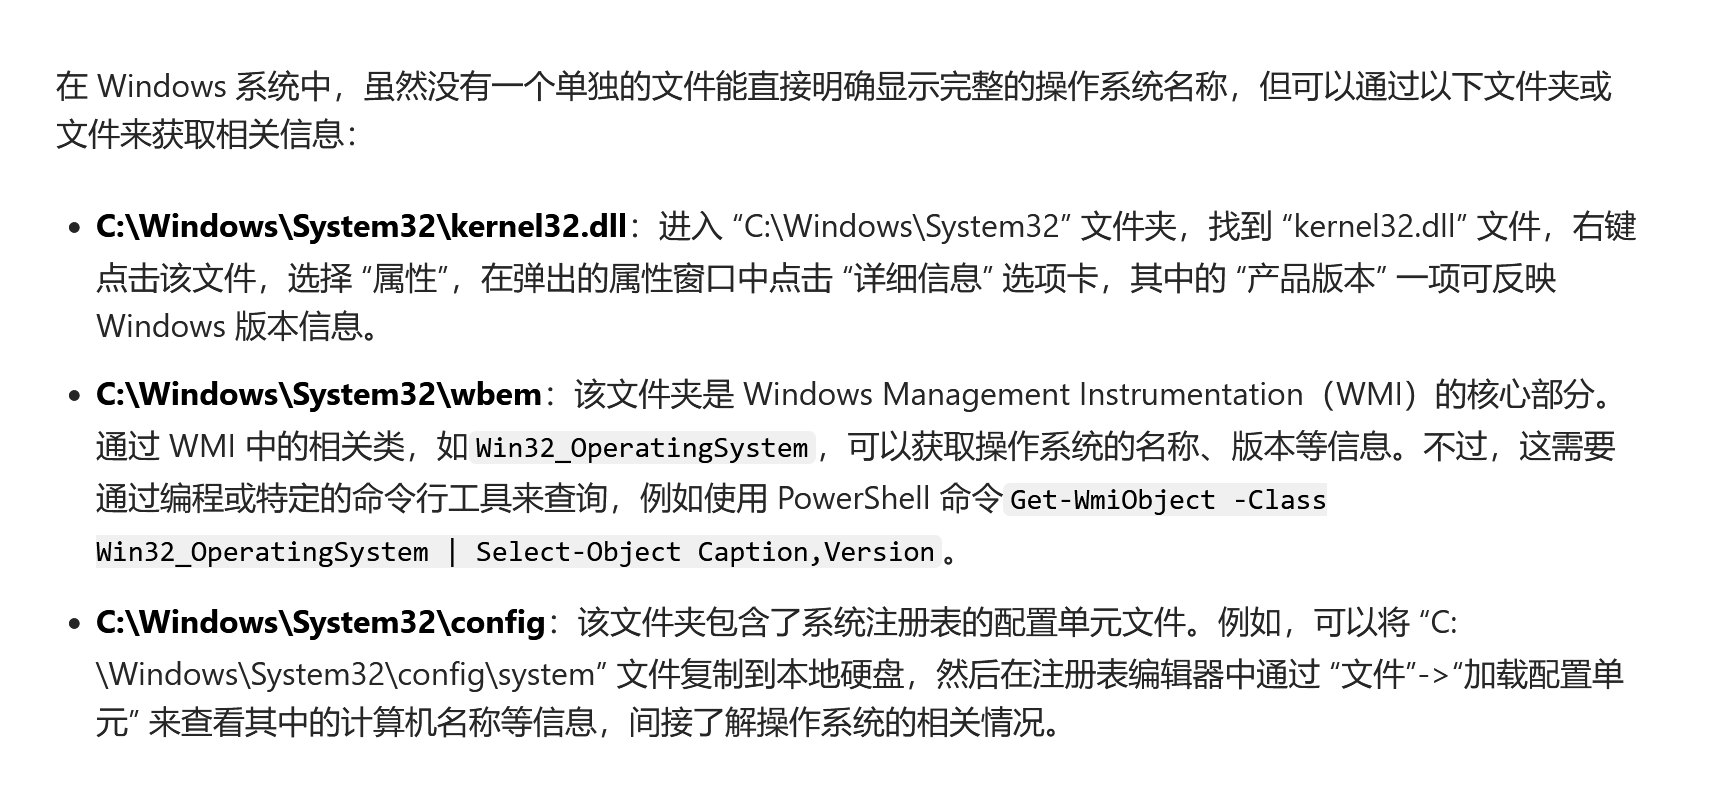 在 Windows 系统中，虽然没有一个单独的文件能直接明确显示完整的操作系统名称，但可以通过以下文件夹或
文件来获取相关信息：
• C:\Windows\System32\kernel32.dll：进入 “C:\Windows\System32” 文件夹，找到 “kernel32.dll” 文件，右键
点击该文件，选择 “属性”，在弹出的属性窗口中点击 “详细信息” 选项卡，其中的 “产品版本” 一项可反映
Windows 版本信息。
• C:\Windows\System32\wbem：该文件夹是 Windows Management Instrumentation（WMI）的核心部分。
通过 WMI 中的相关类，如 Win32_OperatingSystem，可以获取操作系统的名称、版本等信息。不过，这需要
通过编程或特定的命令行工具来查询，例如使用 PowerShell 命令 Get-WmiObject -Class
Win32_OperatingSystem | Select-Object Caption,Version。
• C:\Windows\System32\config：该文件夹包含了系统注册表的配置单元文件。例如，可以将 “C:
\Windows\System32\config\system” 文件复制到本地硬盘，然后在注册表编辑器中通过 “文件”->“加载配置单
元” 来查看其中的计算机名称等信息，间接了解操作系统的相关情况。